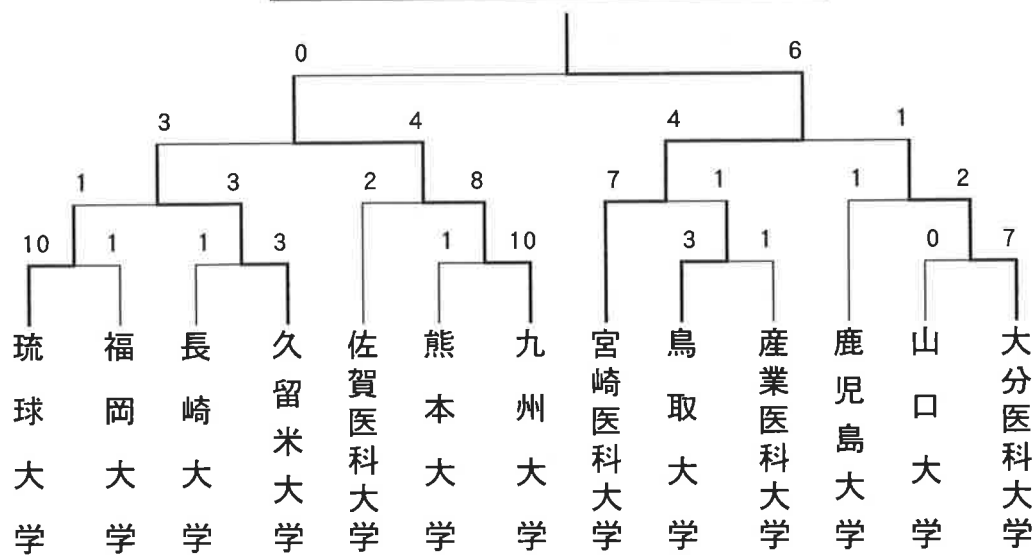 0 6
3 4 4 1
1 3 2 8 7 1 1 2
10 1 1 3 1 10 3 1 0 7
琉球大学
福岡大学
長崎大学
久留米大学
佐賀医科大学
熊本大学
九州大学
宮崎医科大学
鳥取大学
産業医科大学
鹿児島大学
山口大学
大分医科大学